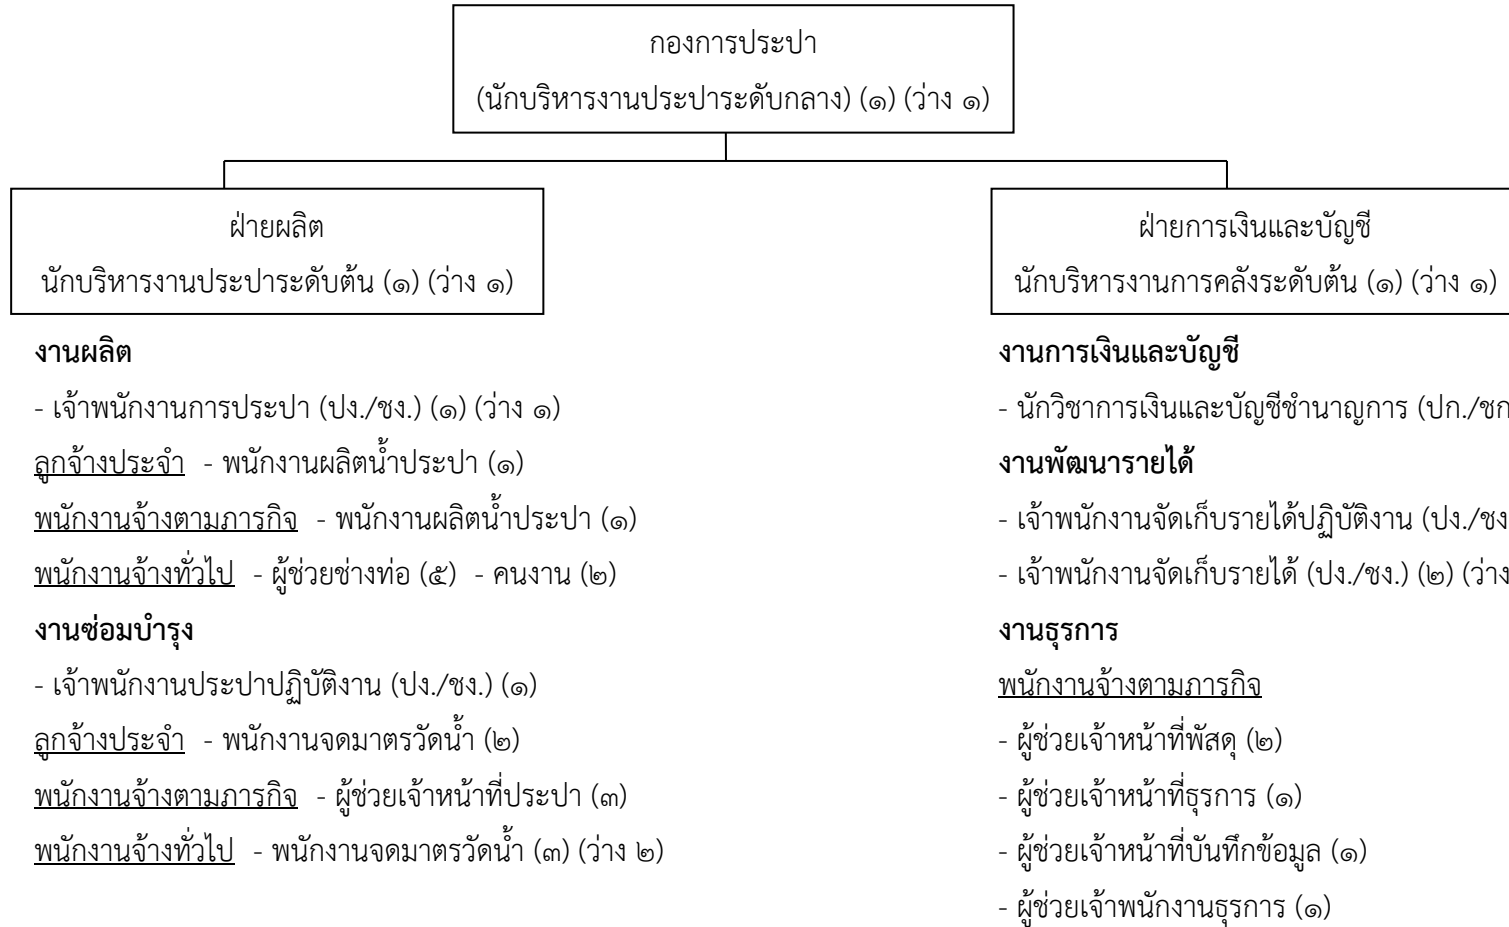 กองการประปา
(นักบริหารงานประปาระดับกลาง) (๑) (ว่าง ๑)
ฝ่ายผลิต
นักบริหารงานประปาระดับต้น (๑) (ว่าง ๑)
งานผลิต
- เจ้าพนักงานการประปา (ปง./ชง.) (๑) (ว่าง ๑)
ลูกจ้างประจำ - พนักงานผลิตน้ำประปา (๑)
พนักงานจ้างตามภารกิจ - พนักงานผลิตน้ำประปา (๑)
พนักงานจ้างทั่วไป - ผู้ช่วยช่างท่อ (๕) - คนงาน (๒)
งานซ่อมบำรุง
- เจ้าพนักงานประปาปฏิบัติงาน (ปง./ชง.) (๑)
ลูกจ้างประจำ - พนักงานจดมาตรวัดน้ำ (๒)
พนักงานจ้างตามภารกิจ - ผู้ช่วยเจ้าหน้าที่ประปา (๓)
พนักงานจ้างทั่วไป - พนักงานจดมาตรวัดน้ำ (๓) (ว่าง ๒)
ฝ่ายการเงินและบัญชี
นักบริหารงานการคลังระดับต้น (๑) (ว่าง ๑)
งานการเงินและบัญชี
- นักวิชาการเงินและบัญชีชำนาญการ (ปก./ชก
งานพัฒนารายได้
- เจ้าพนักงานจัดเก็บรายได้ปฏิบัติงาน (ปง./ชง
- เจ้าพนักงานจัดเก็บรายได้ (ปง./ชง.) (๒) (ว่าง
งานธุรการ
พนักงานจ้างตามภารกิจ
- ผู้ช่วยเจ้าหน้าที่พัสดุ (๒)
- ผู้ช่วยเจ้าหน้าที่ธุรการ (๑)
- ผู้ช่วยเจ้าหน้าที่บันทึกข้อมูล (๑)
- ผู้ช่วยเจ้าพนักงานธุรการ (๑)